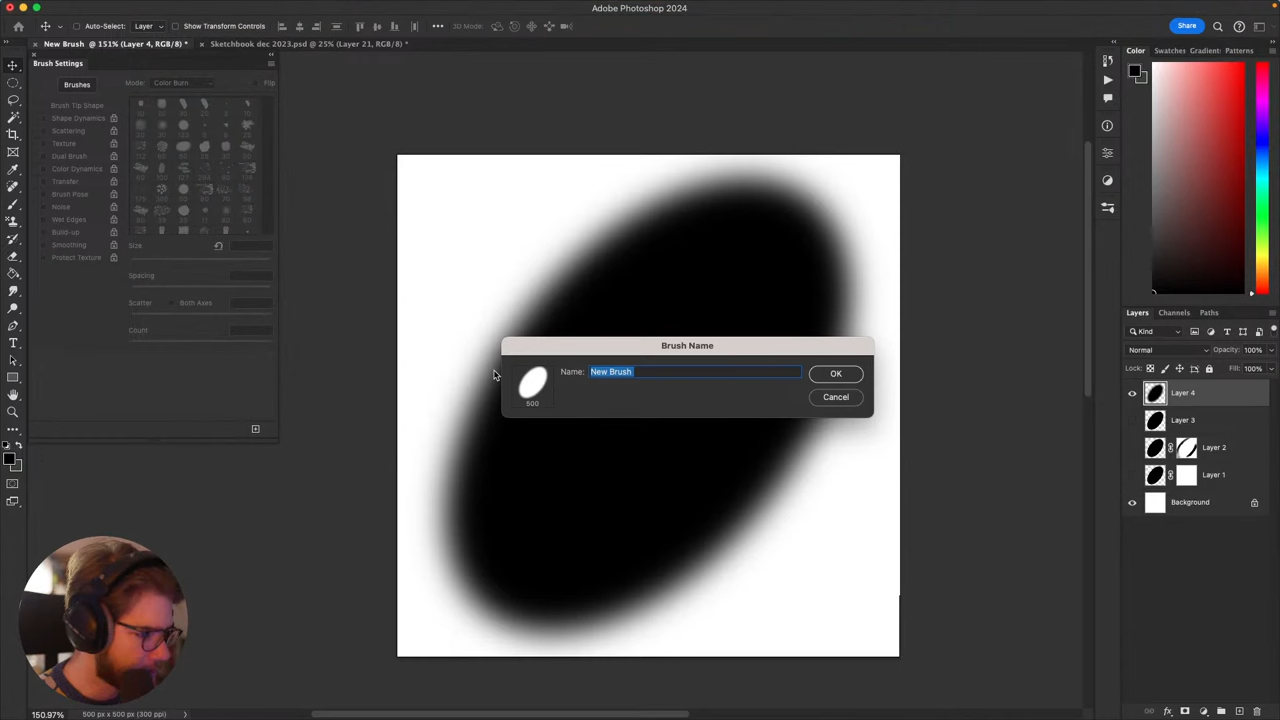 Adobe Photoshop 2024
Auto-Select: Layer Show Transform Controls 3D Mode: Share
New Brush @ 151% (Layer 4, RGB/8) * Sketchbook dec 2023.psd @ 25% (Layer 21, RGB/8) *
Brush Settings
Brushes Mode: Color Burn Flip
Brush Tip Shape
Shape Dynamics
Scattering
Texture
Dual Brush
Color Dynamics
Transfer
Brush Pose
Noise
Wet Edges
Build-up
Smoothing
Protect Texture
Size
Spacing
Scatter Both Axes
Count
Brush Name
Name: New Brush OK
500 Cancel
Color Swatches Gradient Patterns
Layers Channels Paths
Kind
Normal Opacity: 100%
Lock: Fill: 100%
Layer 4
Layer 3
Layer 2
Layer 1
Background
150.97% 500 px x 500 px (300 ppi)